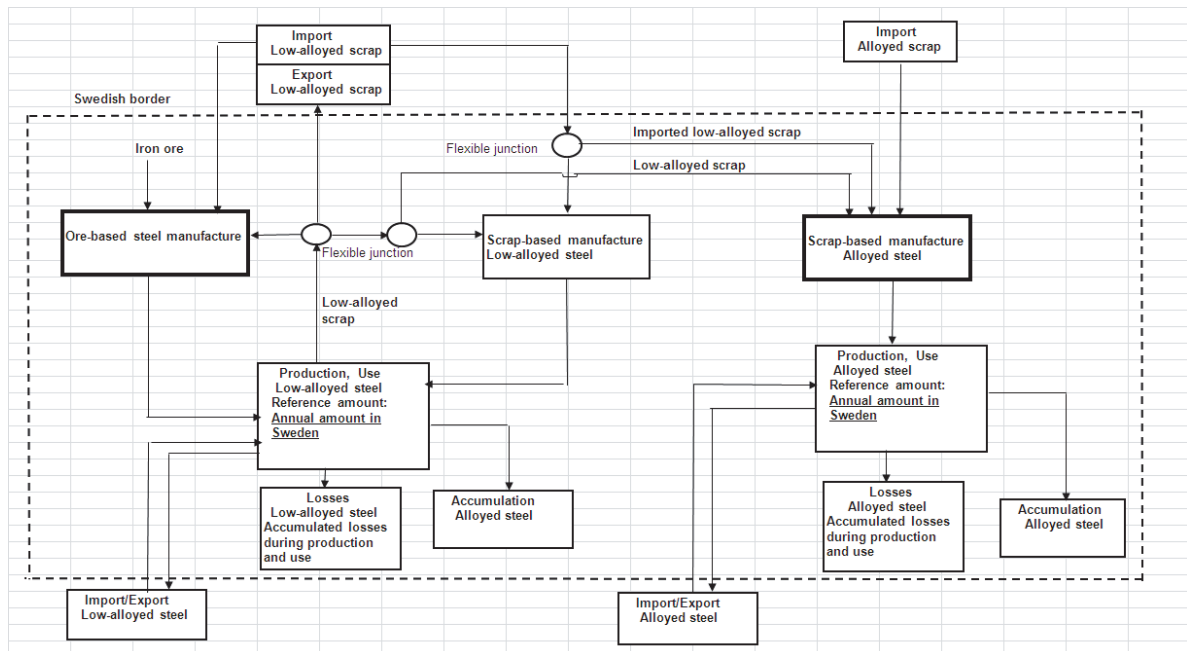 Import
Low-alloyed scrap
Export
Low-alloyed scrap
Import
Alloyed scrap
Swedish border
Iron ore
Flexible junction
Imported low-alloyed scrap
Low-alloyed scrap
Ore-based steel manufacture
Flexible junction
Scrap-based manufacture
Low-alloyed steel
Scrap-based manufacture
Alloyed steel
Low-alloyed
scrap
Production, Use
Low-alloyed steel
Reference amount:
Annual amount in
Sweden
Production, Use
Alloyed steel
Reference amount:
Annual amount in
Sweden
Losses
Low-alloyed steel
Accumulated losses
during production
and use
Accumulation
Alloyed steel
Losses
Alloyed steel
Accumulated losses
during production
and use
Accumulation
Alloyed steel
Import/Export
Low-alloyed steel
Import/Export
Alloyed steel